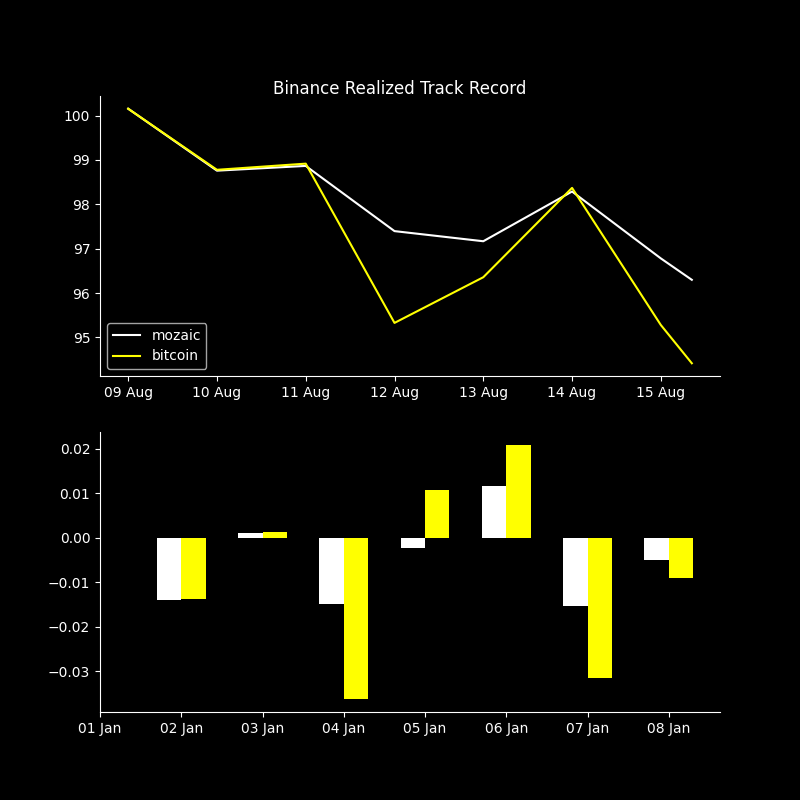 Binance Realized Track Record
100
99
98
97
96
95
mozaic
bitcoin
09 Aug 10 Aug 11 Aug 12 Aug 13 Aug 14 Aug 15 Aug
0.02
0.01
0.00
−0.01
−0.02
−0.03
01 Jan 02 Jan 03 Jan 04 Jan 05 Jan 06 Jan 07 Jan 08 Jan